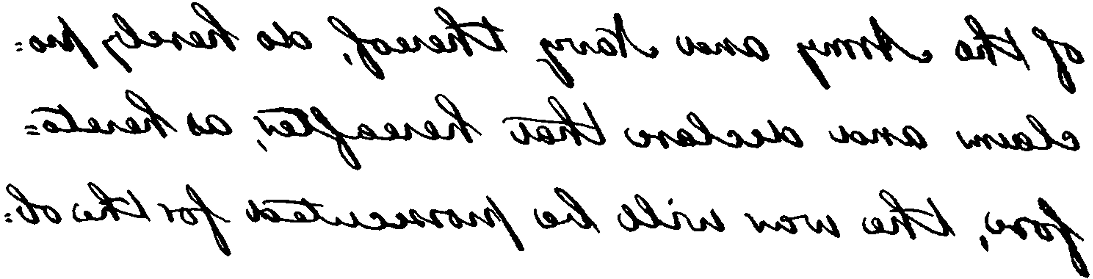 of the Army and Navy thereof, do hereby pro=
claim and declare that hereafter, as hereto=
fore, the war will be prosecuted for the ob=